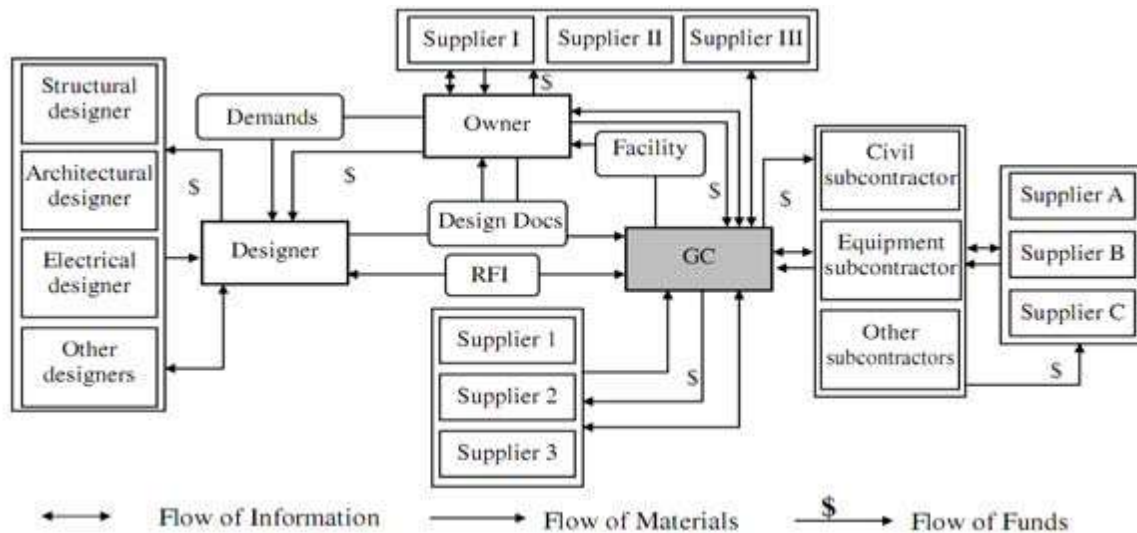 Supplier I
Supplier II
Supplier III
$
Structural
designer
Architectural
designer
Electrical
designer
Other
designers
$
Demands
Owner
$
Facility
$
Design Docs
Designer
RFI
GC
$
Civil
subcontractor
Equipment
subcontractor
Other
subcontractors
Supplier A
Supplier B
Supplier C
$
Supplier 1
Supplier 2
Supplier 3
$
Flow of Information
Flow of Materials
$
Flow of Funds